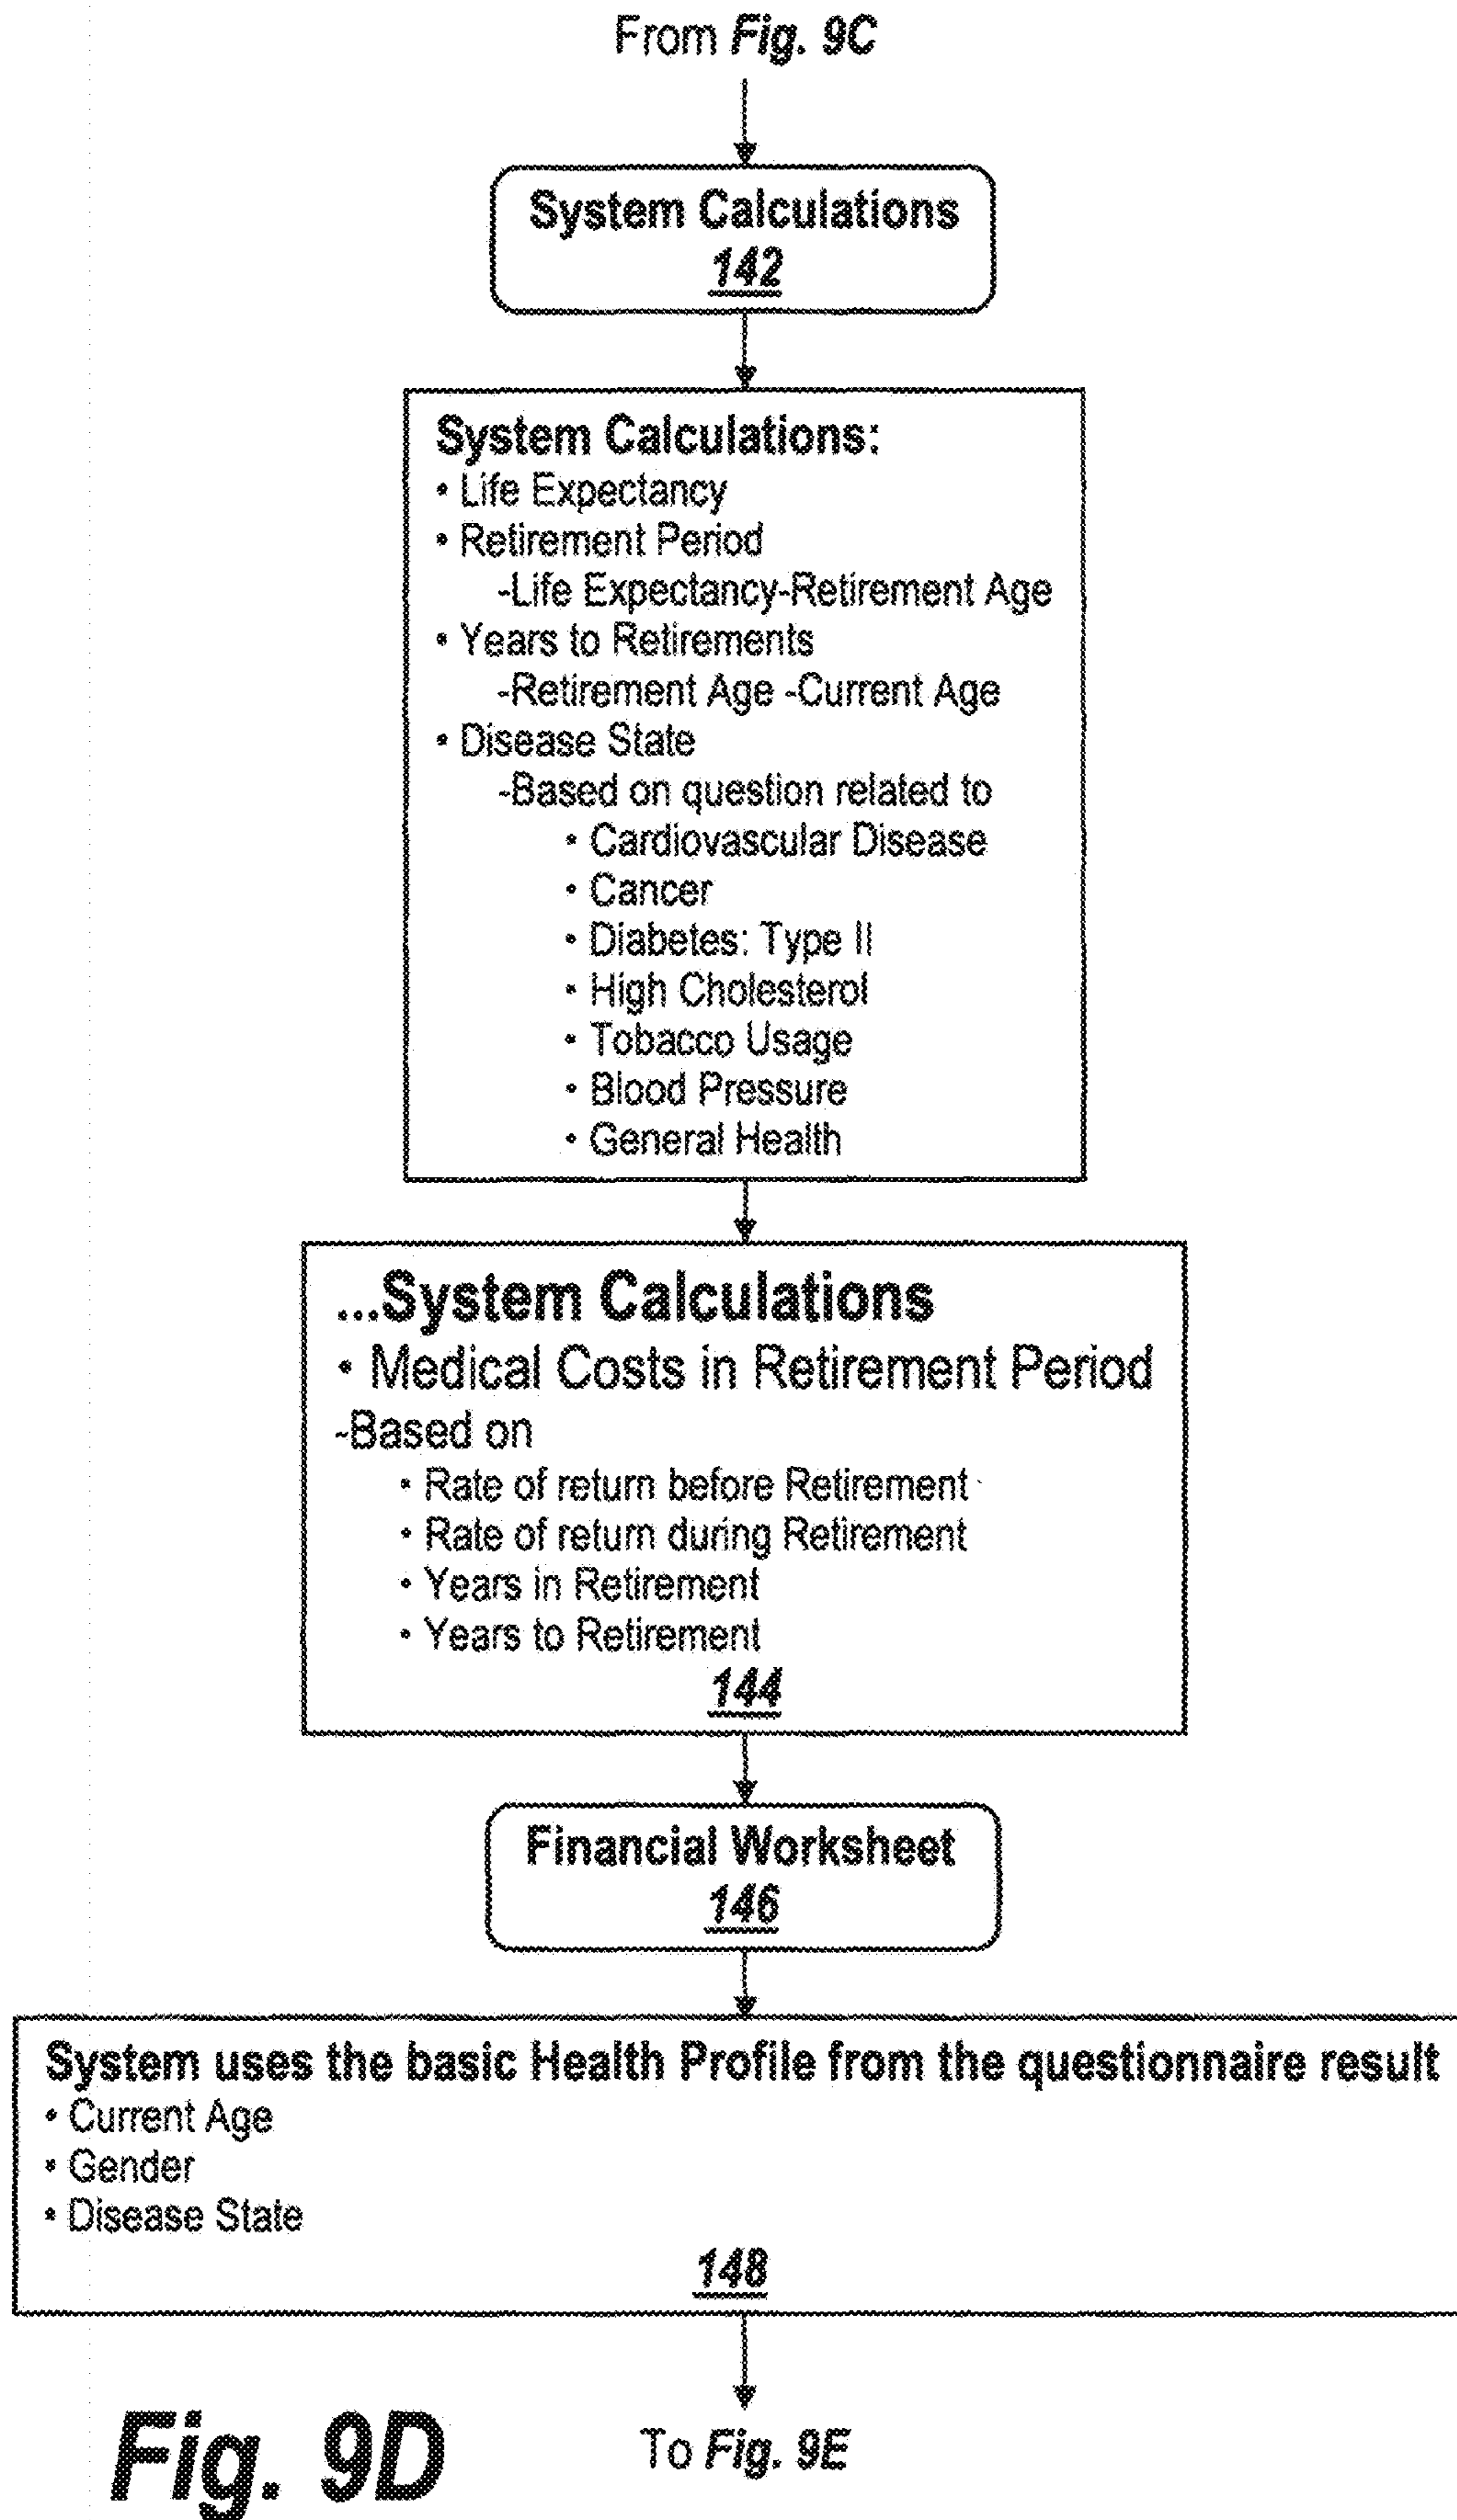 From Fig. 9C
System Calculations
142
System Calculations:
• Life Expectancy
• Retirement Period
-Life Expectancy-Retirement Age
• Years to Retirements
-Retirement Age -Current Age
• Disease State
-Based on question related to
• Cardiovascular Disease
• Cancer
• Diabetes: Type II
• High Cholesterol
• Tobacco Usage
• Blood Pressure
• General Health
...System Calculations
• Medical Costs in Retirement Period
-Based on
• Rate of return before Retirement
• Rate of return during Retirement
• Years in Retirement
• Years to Retirement
144
Financial Worksheet
146
System uses the basic Health Profile from the questionnaire result
• Current Age
• Gender
• Disease State
148
To Fig. 9E
Fig. 9D